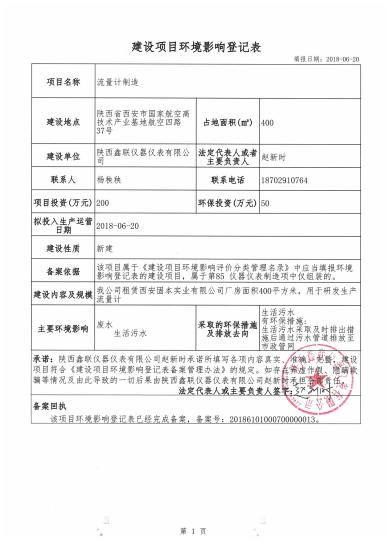 建设项目环境影响登记表
填报日期：2018-06-20
项目名称 流量计制造
建设地点 陕西省西安市国家航空高技术产业基地航空四路37号 占地面积(㎡) 400
建设单位 陕西鑫联仪器仪表有限公司 法定代表人或者主要负责人 赵新时
联系人 杨秧秧 联系电话 18702910764
项目投资(万元) 200 环保投资(万元) 50
拟投入生产运营日期 2018-06-20
建设性质 新建
备案依据 该项目属于《建设项目环境影响评价分类管理名录》中应当填报环境影响登记表的建设项目，属于第85 仪器仪表制造项中仅组装的。
建设内容及规模 我公司租赁西安固本实业有限公司厂房面积400平方米，用于研发生产流量计
主要环境影响 废水
生活污水
采取的环保措施及排放去向
生活污水
有环保措施：
生活污水采取及时排出措施后通过污水管道排放至市政管网
承诺：陕西鑫联仪器仪表有限公司赵新时承诺所填写各项内容真实、准确、完整，建设
项目符合《建设项目环境影响登记表备案管理办法》的规定。如存在弄虚作假、隐瞒欺
骗等情况及由此导致的一切后果由陕西鑫联仪器仪表有限公司赵新时承担全部责任。
法定代表人或主要负责人签字：
备案回执
该项目环境影响登记表已经完成备案，备案号：201861010007000000​13。
第 1 页